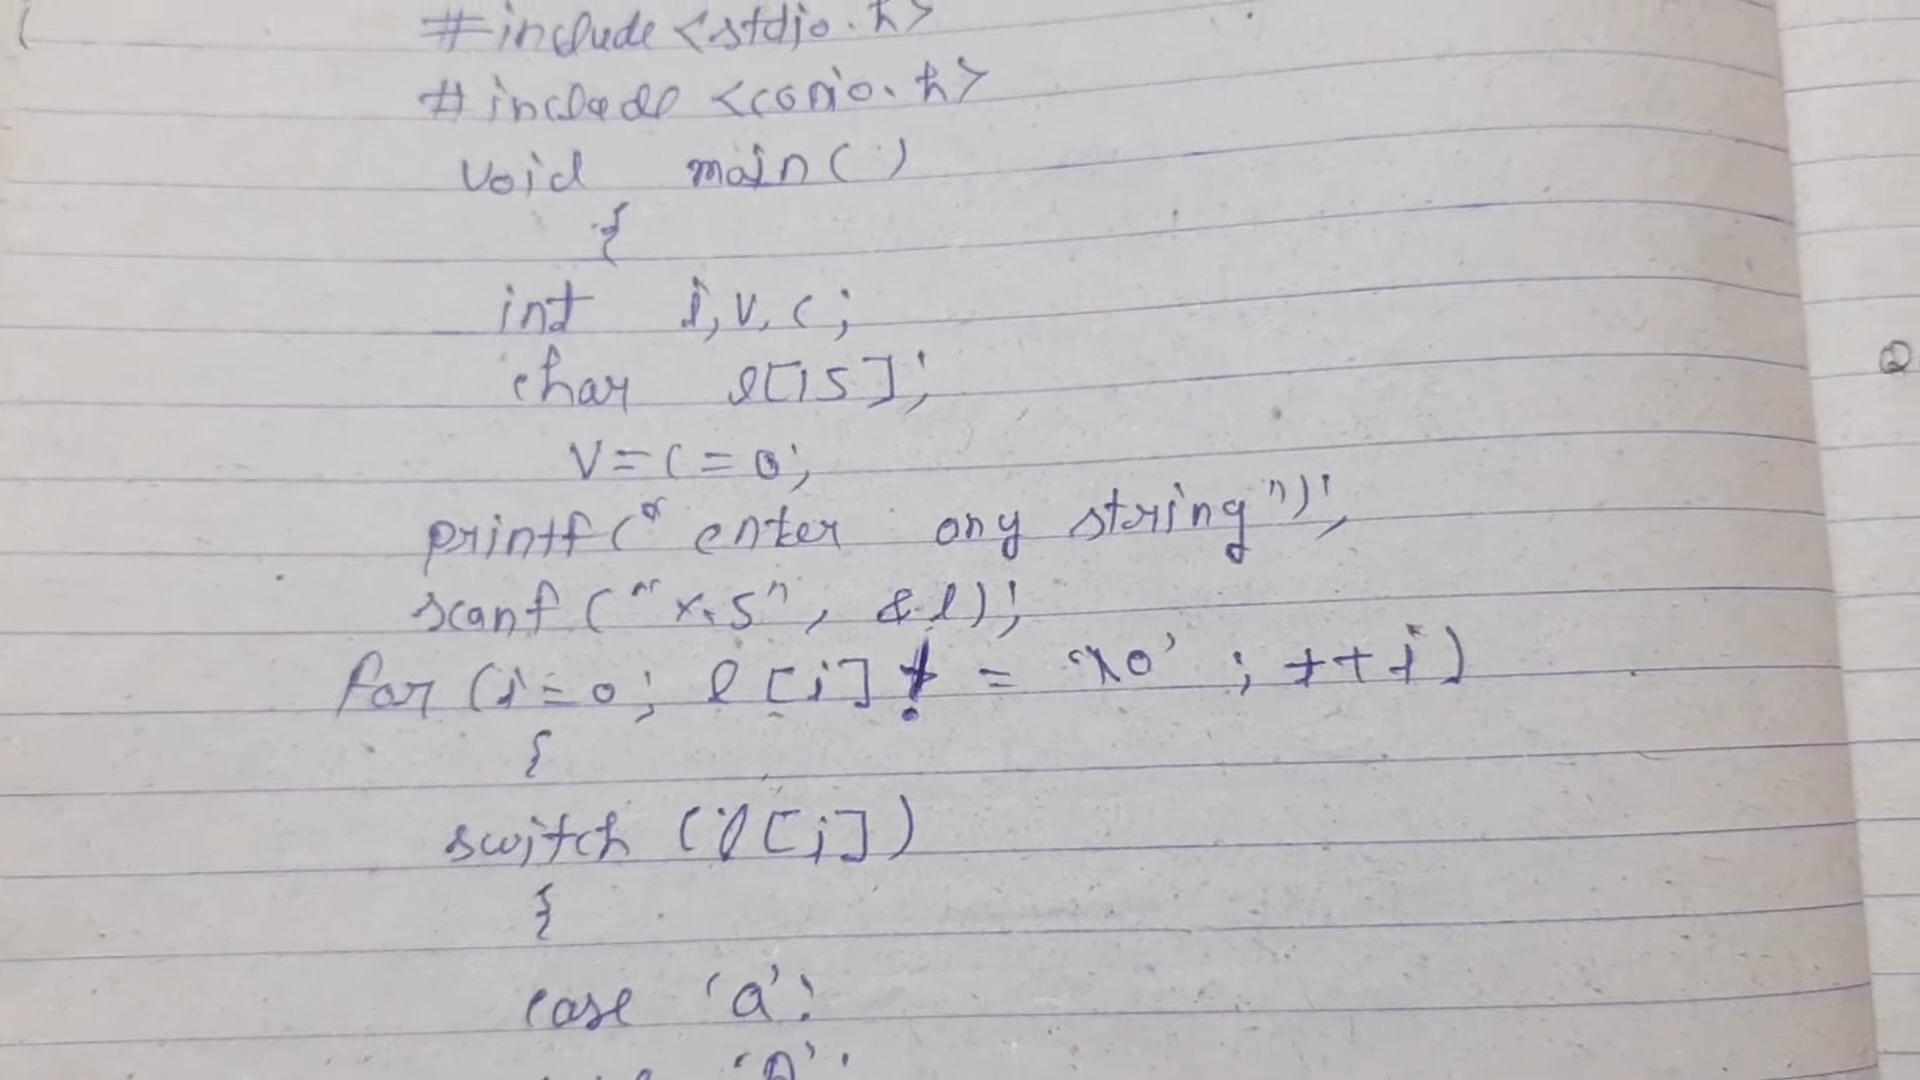 #include <stdio.h>
#include <conio.h>
void main()
{
int i,v,c;
char l[15];
v=c=0;
printf(" enter any string");
scanf("%s", &l);
for (i=0; l[i] != '\0' ; ++i)
{
switch (l[i])
{
case 'a':
'A':